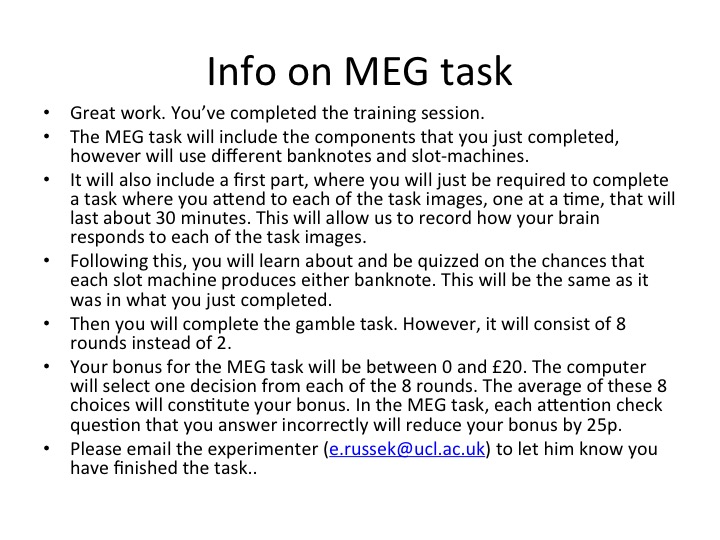 Info on MEG task
• Great work. You’ve completed the training session.
• The MEG task will include the components that you just completed,
however will use different banknotes and slot-machines.
• It will also include a first part, where you will just be required to complete
a task where you attend to each of the task images, one at a time, that will
last about 30 minutes. This will allow us to record how your brain
responds to each of the task images.
• Following this, you will learn about and be quizzed on the chances that
each slot machine produces either banknote. This will be the same as it
was in what you just completed.
• Then you will complete the gamble task. However, it will consist of 8
rounds instead of 2.
• Your bonus for the MEG task will be between 0 and £20. The computer
will select one decision from each of the 8 rounds. The average of these 8
choices will constitute your bonus. In the MEG task, each attention check
question that you answer incorrectly will reduce your bonus by 25p.
• Please email the experimenter (e.russek@ucl.ac.uk) to let him know you
have finished the task..